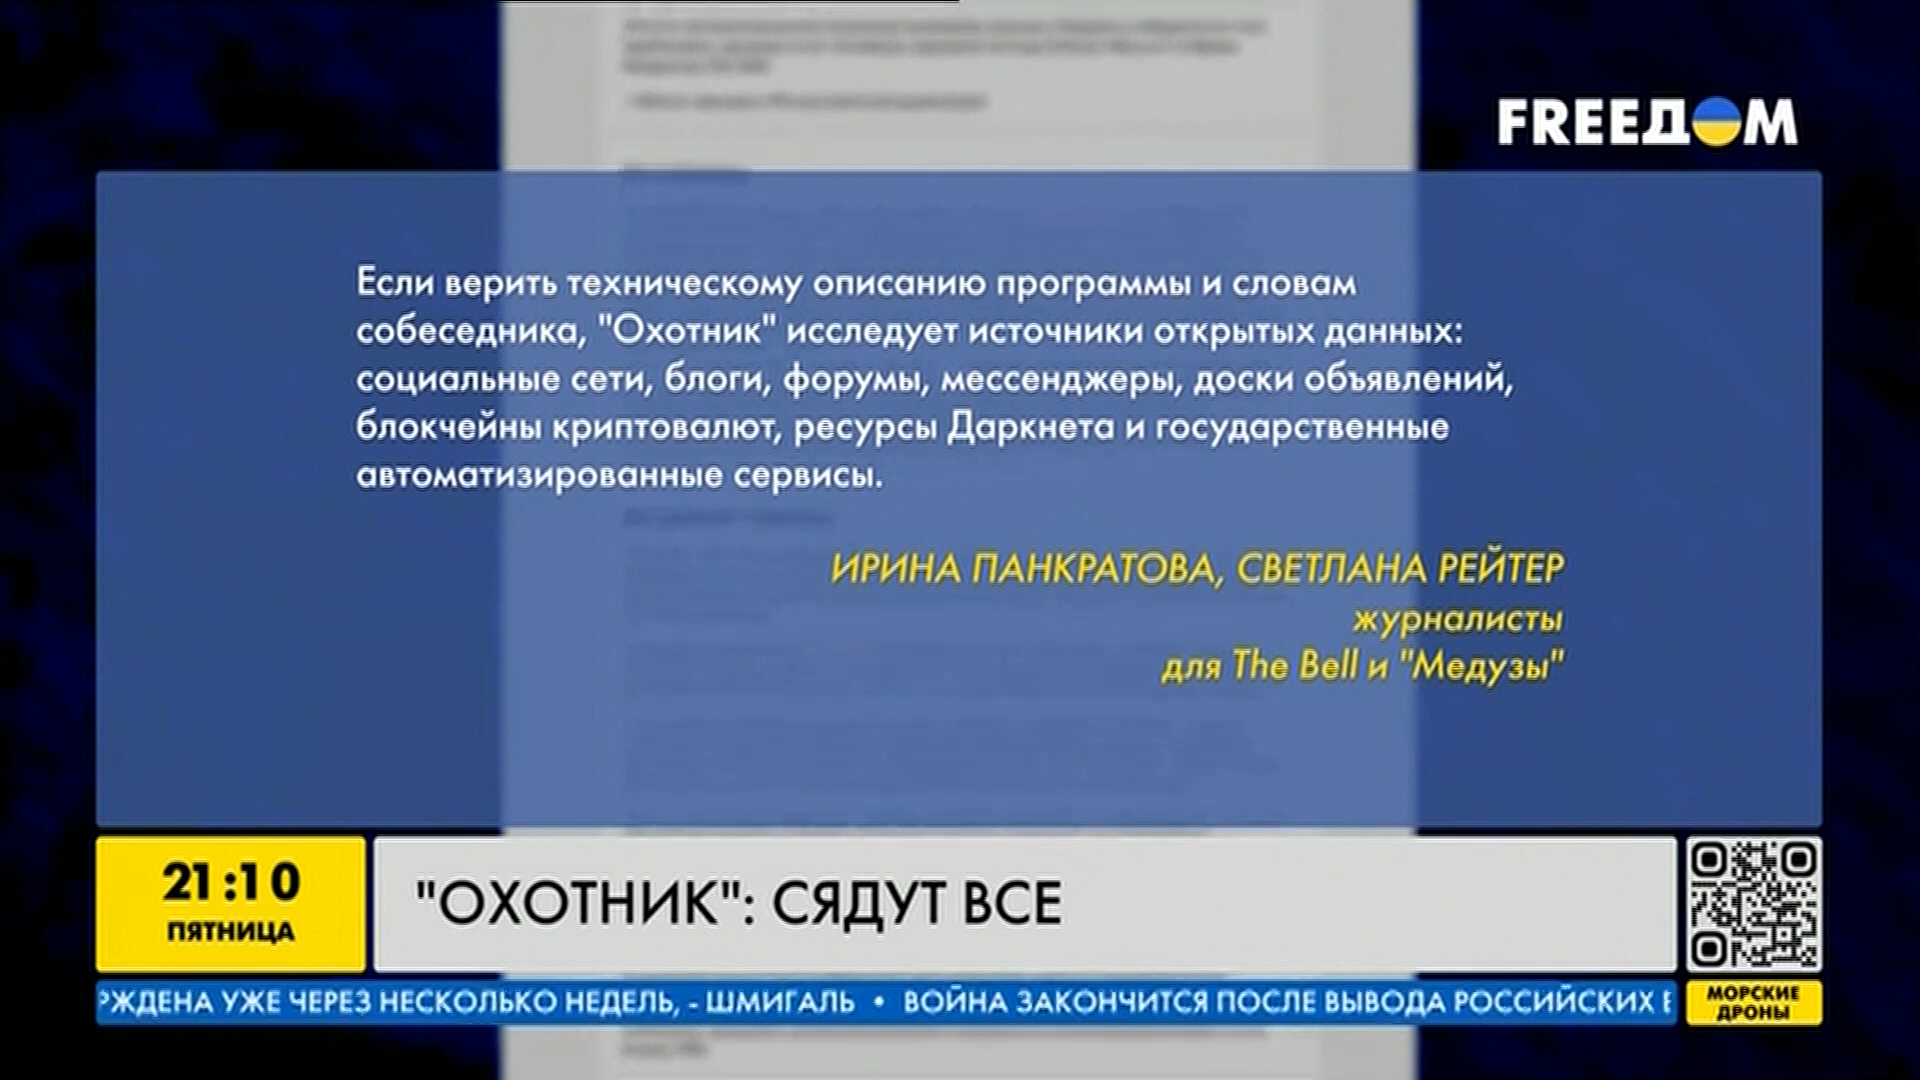 FREEДOM
Если верить техническому описанию программы и словам
собеседника, "Охотник" исследует источники открытых данных:
социальные сети, блоги, форумы, мессенджеры, доски объявлений,
блокчейны криптовалют, ресурсы Даркнета и государственные
автоматизированные сервисы.
ИРИНА ПАНКРАТОВА, СВЕТЛАНА РЕЙТЕР
журналисты
для The Bell и "Медузы"
21:10
ПЯТНИЦА
"ОХОТНИК": СЯДУТ ВСЕ
РЖДЕНА УЖЕ ЧЕРЕЗ НЕСКОЛЬКО НЕДЕЛЬ, - ШМИГАЛЬ • ВОЙНА ЗАКОНЧИТСЯ ПОСЛЕ ВЫВОДА РОССИЙСКИХ
МОРСКИЕ
ДРОНЫ